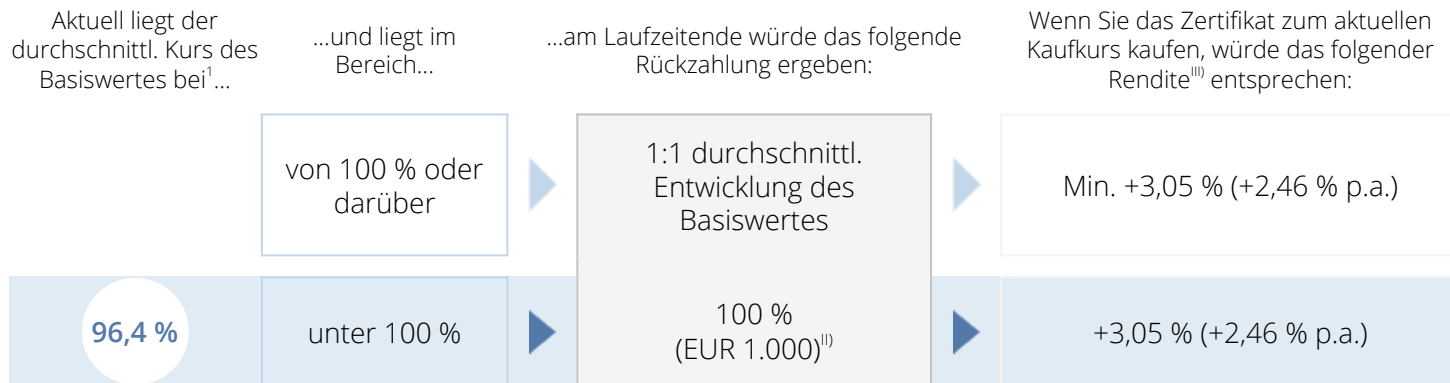 Aktuell liegt der
durchschnittl. Kurs des
Basiswertes bei¹...
...und liegt im
Bereich...
...am Laufzeitende würde das folgende
Rückzahlung ergeben:
Wenn Sie das Zertifikat zum aktuellen
Kaufkurs kaufen, würde das folgender
Rendite^III) entsprechen:
von 100 % oder
darüber
1:1 durchschnittl.
Entwicklung des
Basiswertes
Min. +3,05 % (+2,46 % p.a.)
96,4 %
unter 100 %
100 %
(EUR 1.000)^II)
+3,05 % (+2,46 % p.a.)